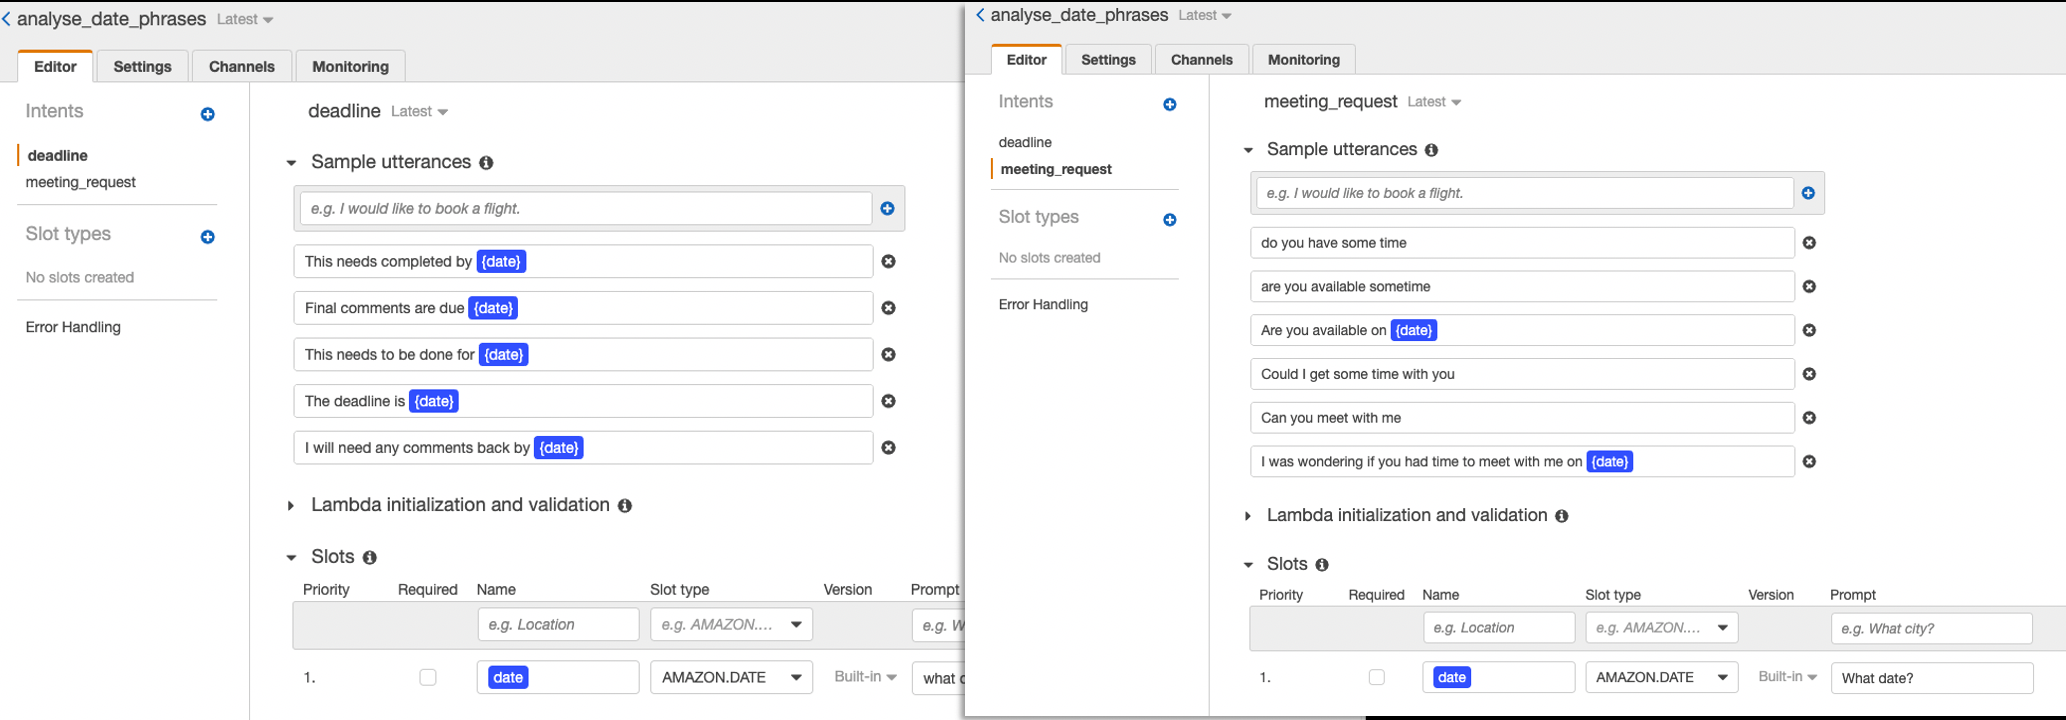 analyse_date_phrases Latest
Editor Settings Channels Monitoring
Intents
deadline
meeting_request
Slot types
No slots created
Error Handling
deadline Latest
Sample utterances
e.g. I would like to book a flight.
This needs completed by {date}
Final comments are due {date}
This needs to be done for {date}
The deadline is {date}
I will need any comments back by {date}
Lambda initialization and validation
Slots
Priority Required Name Slot type Version Prompt
e.g. Location e.g. AMAZON.... e.g. W
1. date AMAZON.DATE Built-in what
analyse_date_phrases Latest
Editor Settings Channels Monitoring
Intents
deadline
meeting_request
Slot types
No slots created
Error Handling
meeting_request Latest
Sample utterances
e.g. I would like to book a flight.
do you have some time
are you available sometime
Are you available on {date}
Could I get some time with you
Can you meet with me
I was wondering if you had time to meet with me on {date}
Lambda initialization and validation
Slots
Priority Required Name Slot type Version Prompt
e.g. Location e.g. AMAZON.... e.g. What city?
1. date AMAZON.DATE Built-in What date?